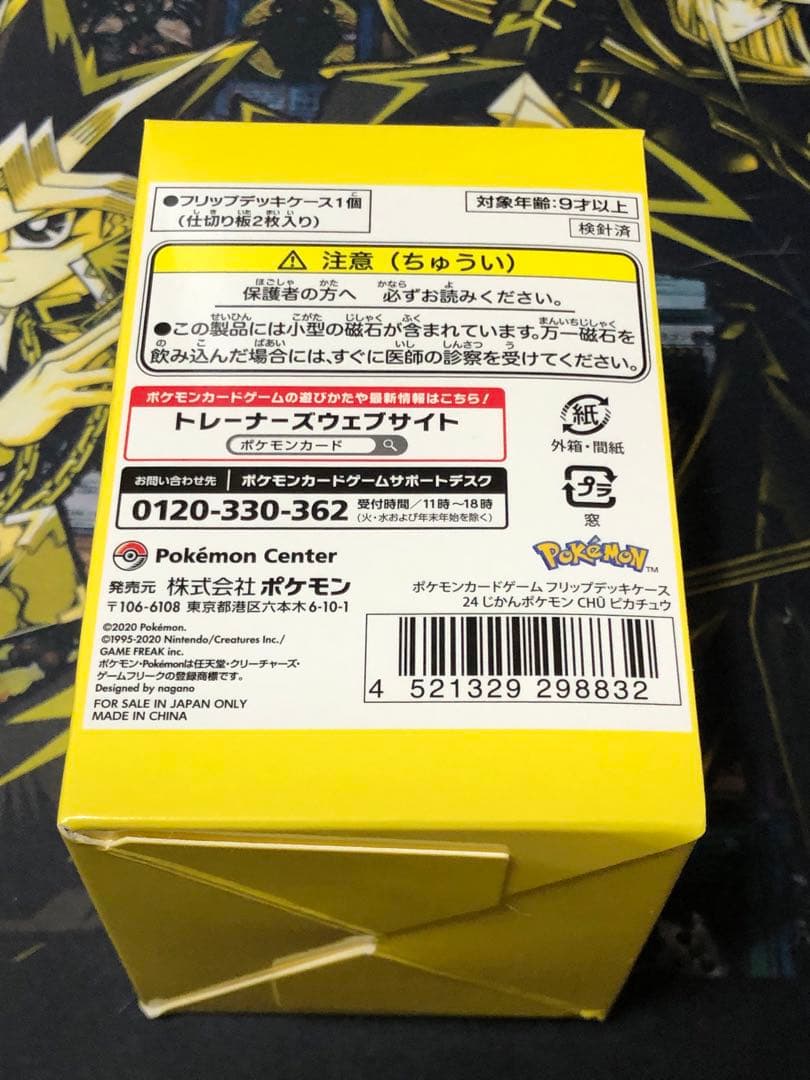 ●フリップデッキケース1個
(仕切り板2枚入り)
対象年齢:9才以上
検針済
⚠ 注意(ちゅうい)
保護者の方へ 必ずお読みください。
●この製品には小型の磁石が含まれています。万一磁石を
飲み込んだ場合には、すぐに医師の診察を受けてください。
ポケモンカードゲームの遊びかたや最新情報はこちら!
トレーナーズウェブサイト
ポケモンカード
紙
外箱・間紙
お問い合わせ先 ポケモンカードゲームサポートデスク
0120-330-362 受付時間/11時~18時
(火・水および年末年始を除く)
プラ
窓
Pokémon Center
発売元 株式会社 ポケモン
〒106-6108 東京都港区六本木6-10-1
©2020 Pokémon.
©1995-2020 Nintendo/Creatures Inc./
GAME FREAK inc.
ポケモン・Pokémonは任天堂・クリーチャーズ・
ゲームフリークの登録商標です。
Designed by nagano
FOR SALE IN JAPAN ONLY
MADE IN CHINA
POKéMON™
ポケモンカードゲーム フリップデッキケース
24じかんポケモン CHŪ ピカチュウ
4 521329 298832